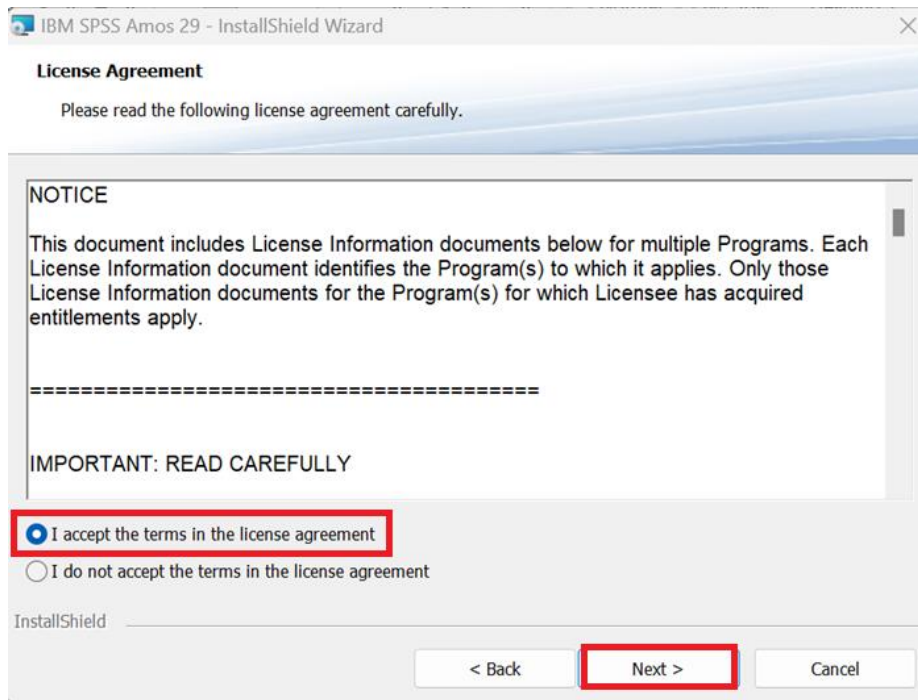 IBM SPSS Amos 29 - InstallShield Wizard
License Agreement
Please read the following license agreement carefully.
NOTICE
This document includes License Information documents below for multiple Programs. Each
License Information document identifies the Program(s) to which it applies. Only those
License Information documents for the Program(s) for which Licensee has acquired
entitlements apply.
========================================
IMPORTANT: READ CAREFULLY
I accept the terms in the license agreement
I do not accept the terms in the license agreement
InstallShield
< Back Next > Cancel